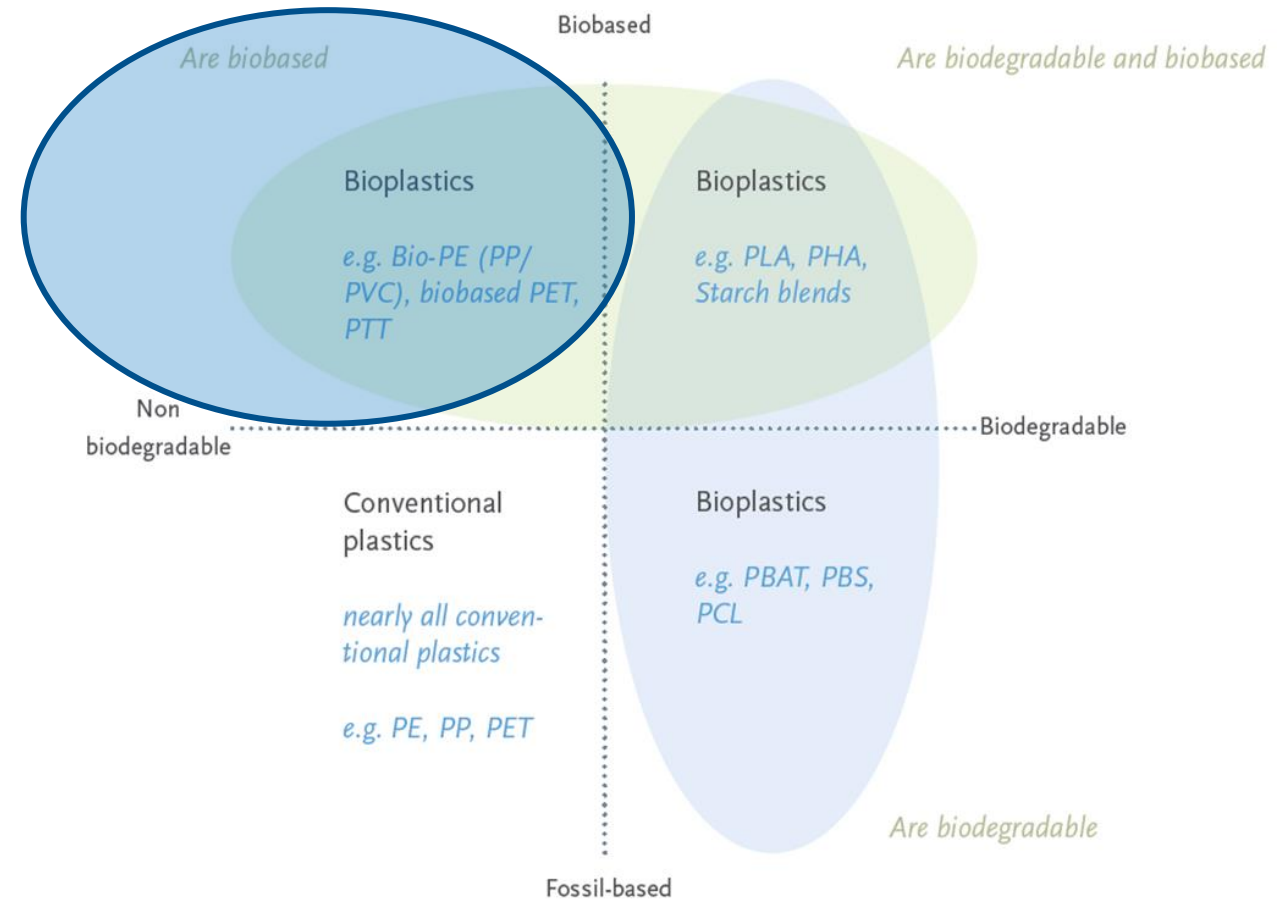 Biobased
Are biobased
Are biodegradable and biobased
Bioplastics
e.g. Bio-PE (PP/
PVC), biobased PET,
PTT
Bioplastics
e.g. PLA, PHA,
Starch blends
Non
biodegradable
Biodegradable
Conventional
plastics
nearly all conven-
tional plastics
e.g. PE, PP, PET
Bioplastics
e.g. PBAT, PBS,
PCL
Are biodegradable
Fossil-based